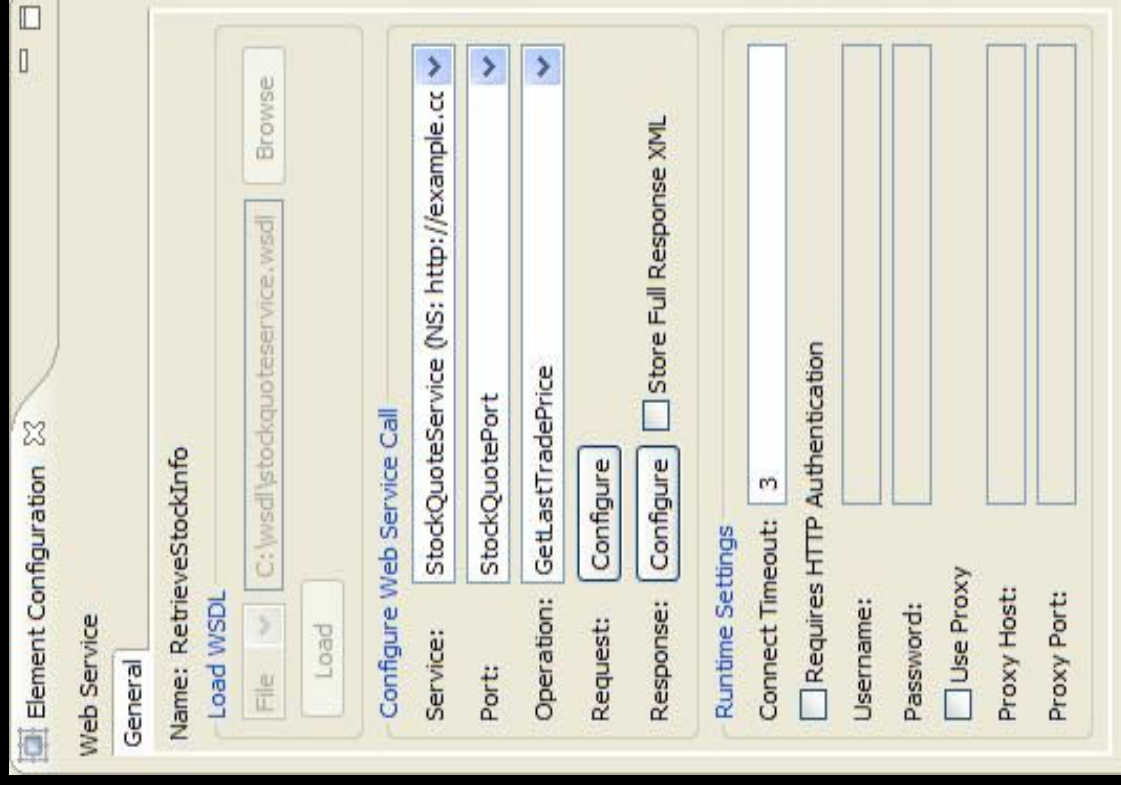 Element Configuration
Web Service
General
Name: RetrieveStockInfo
Load WSDL
File C:\wsdl\stockquoteservice.wsdl Browse
Load
Configure Web Service Call
Service: StockQuoteService (NS: http://example.cc
Port: StockQuotePort
Operation: GetLastTradePrice
Request: Configure
Response: Configure Store Full Response XML
Runtime Settings
Connect Timeout: 3
Requires HTTP Authentication
Username:
Password:
Use Proxy
Proxy Host:
Proxy Port: